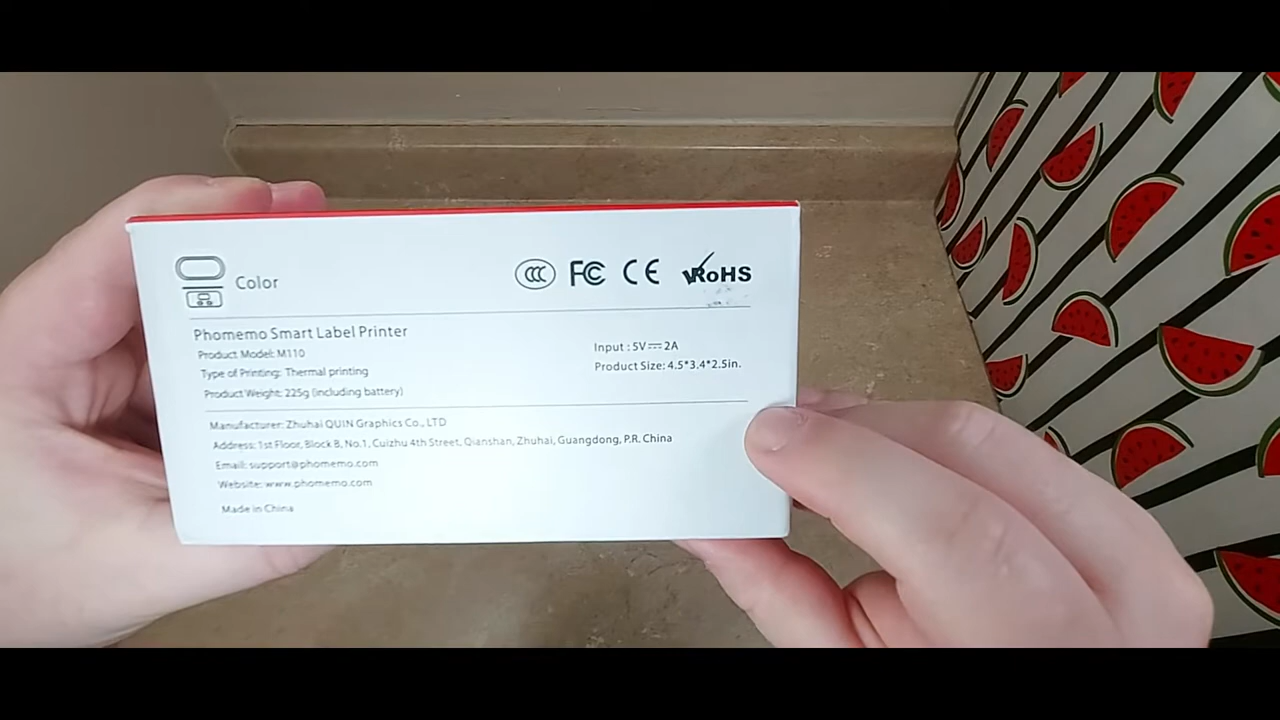 Color
CCC FC CE RoHS
Phomemo Smart Label Printer
Product Model: M110
Type of Printing: Thermal printing
Product Weight: 225g (including battery)
Input : 5V⎓2A
Product Size: 4.5*3.4*2.5in.
Manufacturer: Zhuhai QUIN Graphics Co., LTD
Address: 1st Floor, Block B, No.1, Cuizhu 4th Street, Qianshan, Zhuhai, Guangdong, P.R. China
Email: support@phomemo.com
Website: www.phomemo.com
Made in China